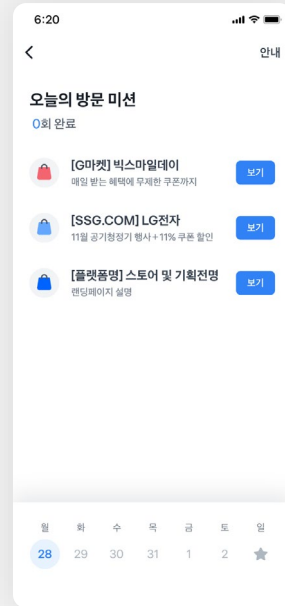 6:20
안내
오늘의 방문 미션
0회 완료
[G마켓] 빅스마일데이
매일 받는 혜택에 무제한 쿠폰까지
보기
[SSG.COM] LG전자
11월 공기청정기 행사 + 11% 쿠폰 할인
보기
[플랫폼명] 스토어 및 기획전명
랜딩페이지 설명
보기
월 화 수 목 금 토 일
28 29 30 31 1 2